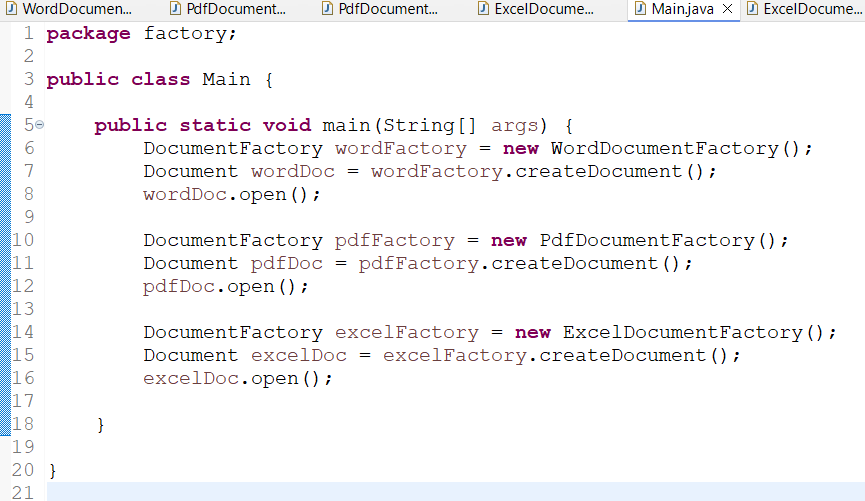 WordDocumen... PdfDocument... PdfDocument... ExcelDocume... Main.java ExcelDocume...
1 package factory;
2
3 public class Main {
4
5 public static void main(String[] args) {
6 DocumentFactory wordFactory = new WordDocumentFactory();
7 Document wordDoc = wordFactory.createDocument();
8 wordDoc.open();
9
10 DocumentFactory pdfFactory = new PdfDocumentFactory();
11 Document pdfDoc = pdfFactory.createDocument();
12 pdfDoc.open();
13
14 DocumentFactory excelFactory = new ExcelDocumentFactory();
15 Document excelDoc = excelFactory.createDocument();
16 excelDoc.open();
17
18 }
19
20 }
21